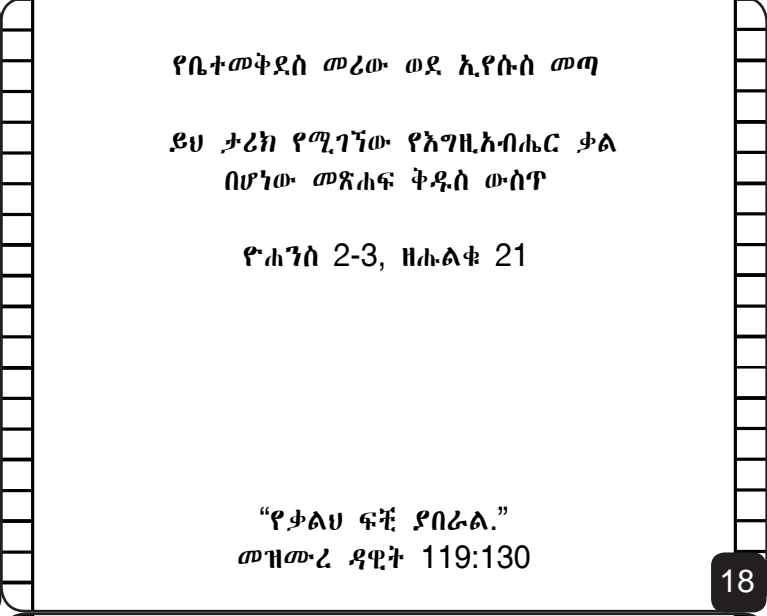 የቤተመቅደስ መሪው ወደ ኢየሱስ መጣ
ይህ ታሪክ የሚገኘው የእግዚአብሔር ቃል
በሆነው መጽሐፍ ቅዱስ ውስጥ
ዮሐንስ 2-3, ዘሑልቁ 21
“የቃልህ ፍቺ ያበራል.”
መዝሙረ ዳዊት 119:130
18